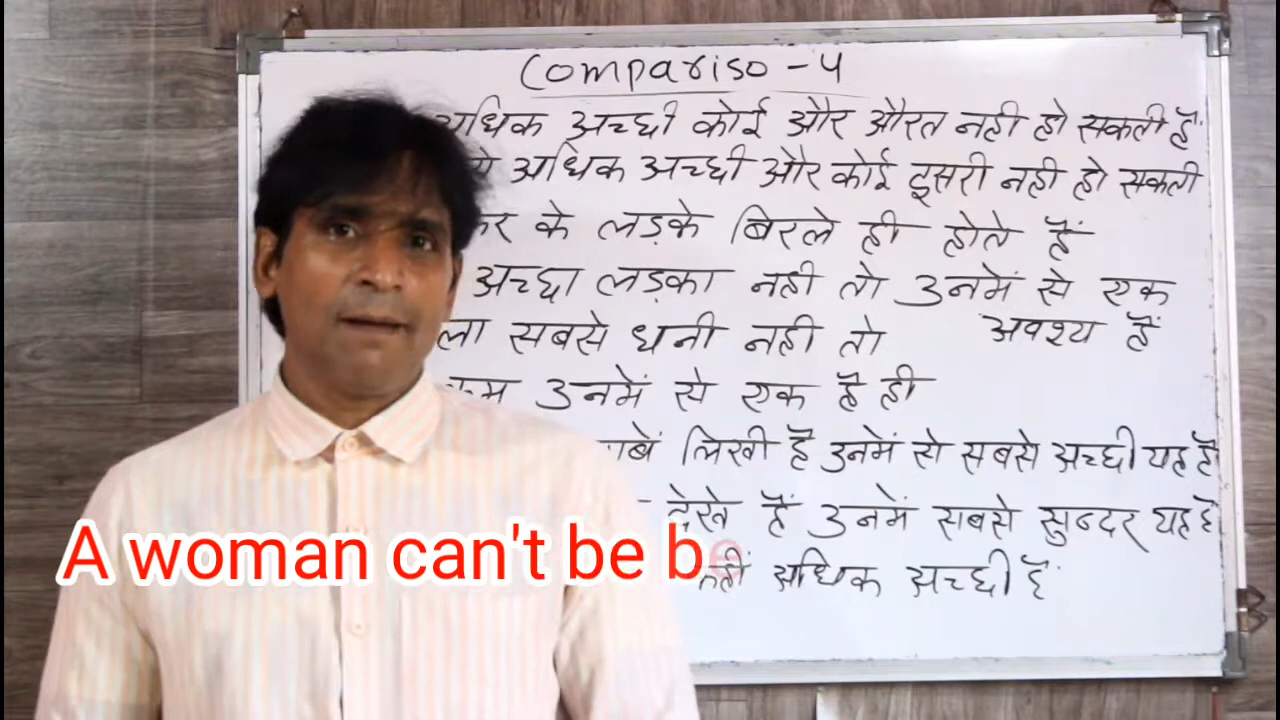 Compariso - 4
अधिक अच्छी कोई और औरत नही हो सकती है
से अधिक अच्छी और कोई दूसरी नही हो सकती
के लड़के बिरले ही होते हैं
अच्छा लड़का नही तो उनमें से एक
अवश्य हैं
सबसे धनी नही तो
उनमें से एक है ही
लिखी है उनमें से सबसे अच्छी यह है
देखे हैं उनमें सबसे सुन्दर यह है
अधिक अच्छी है
A woman can't be be